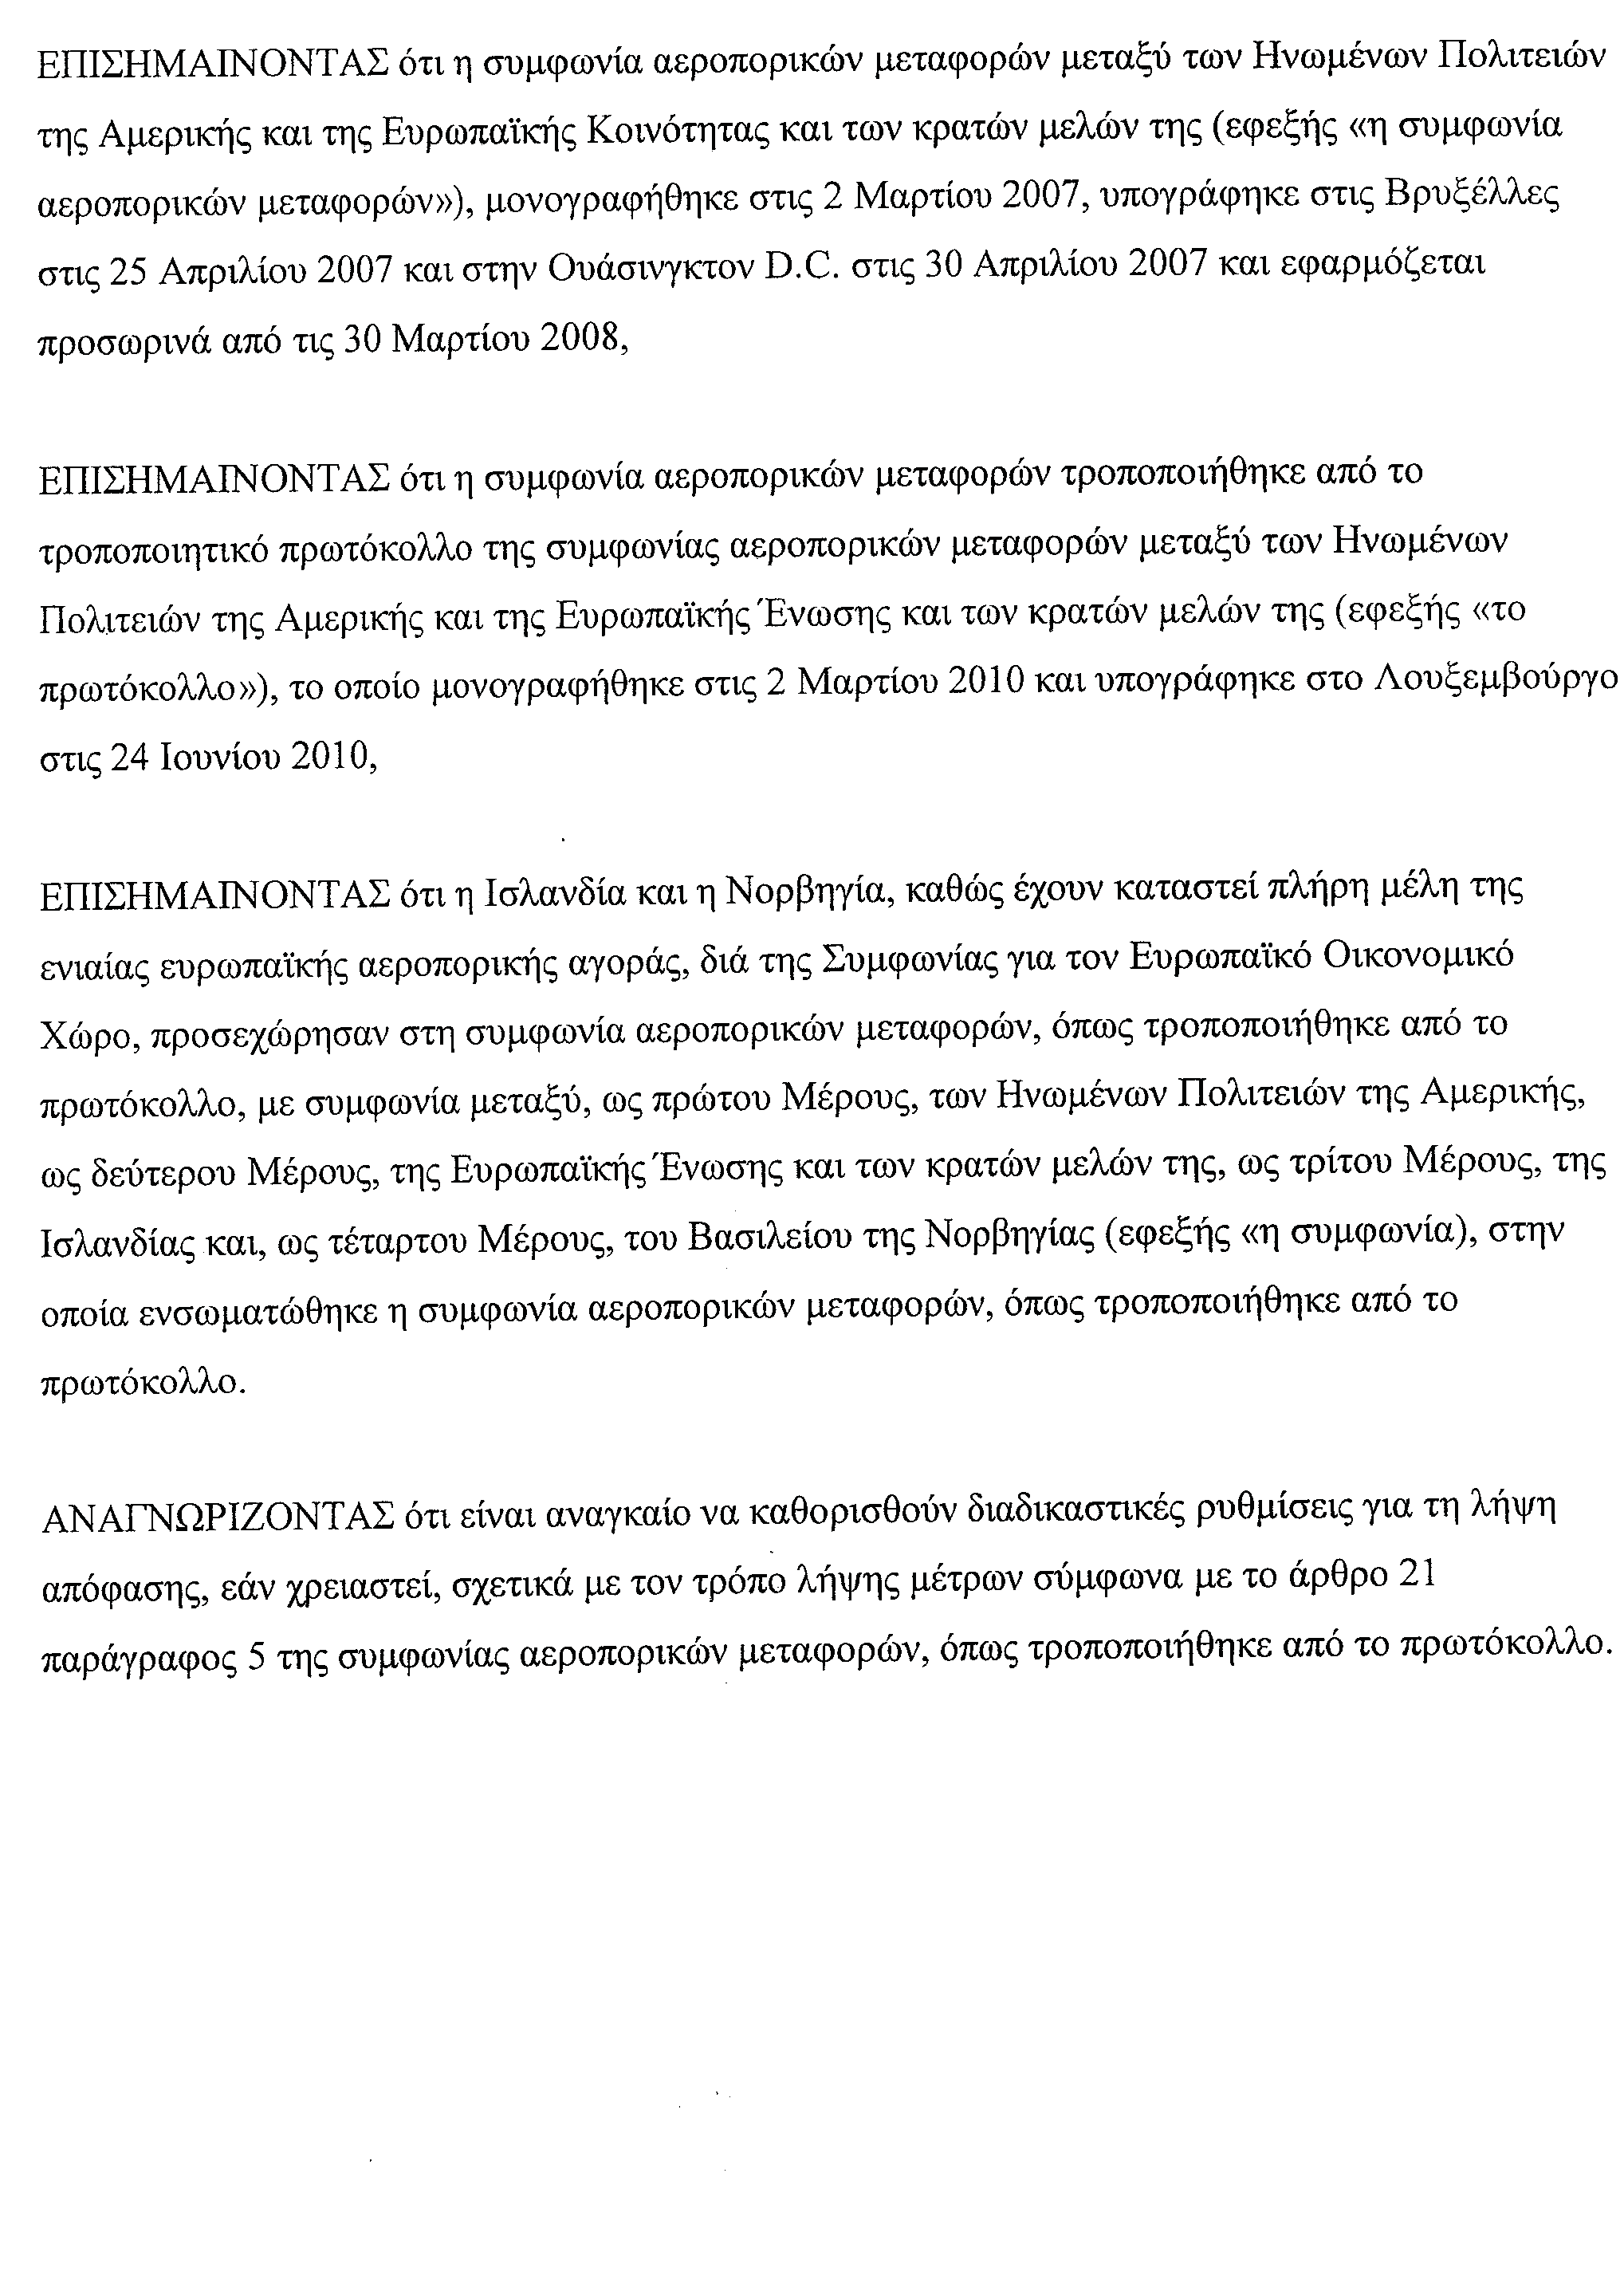 ΕΠΙΣΗΜΑΙΝΟΝΤΑΣ ότι η συμφωνία αεροπορικών μεταφορών μεταξύ των Ηνωμένων Πολιτειών
της Αμερικής και της Ευρωπαϊκής Κοινότητας και των κρατών μελών της (εφεξής «η συμφωνία
αεροπορικών μεταφορών»), μονογραφήθηκε στις 2 Μαρτίου 2007, υπογράφηκε στις Βρυξέλλες
στις 25 Απριλίου 2007 και στην Ουάσινγκτον D.C. στις 30 Απριλίου 2007 και εφαρμόζεται
προσωρινά από τις 30 Μαρτίου 2008,
ΕΠΙΣΗΜΑΙΝΟΝΤΑΣ ότι η συμφωνία αεροπορικών μεταφορών τροποποιήθηκε από το
τροποποιητικό πρωτόκολλο της συμφωνίας αεροπορικών μεταφορών μεταξύ των Ηνωμένων
Πολιτειών της Αμερικής και της Ευρωπαϊκής Ένωσης και των κρατών μελών της (εφεξής «το
πρωτόκολλο»), το οποίο μονογραφήθηκε στις 2 Μαρτίου 2010 και υπογράφηκε στο Λουξεμβούργο
στις 24 Ιουνίου 2010,
ΕΠΙΣΗΜΑΙΝΟΝΤΑΣ ότι η Ισλανδία και η Νορβηγία, καθώς έχουν καταστεί πλήρη μέλη της
ενιαίας ευρωπαϊκής αεροπορικής αγοράς, διά της Συμφωνίας για τον Ευρωπαϊκό Οικονομικό
Χώρο, προσεχώρησαν στη συμφωνία αεροπορικών μεταφορών, όπως τροποποιήθηκε από το
πρωτόκολλο, με συμφωνία μεταξύ, ως πρώτου Μέρους, των Ηνωμένων Πολιτειών της Αμερικής,
ως δεύτερου Μέρους, της Ευρωπαϊκής Ένωσης και των κρατών μελών της, ως τρίτου Μέρους, της
Ισλανδίας και, ως τέταρτου Μέρους, του Βασιλείου της Νορβηγίας (εφεξής «η συμφωνία), στην
οποία ενσωματώθηκε η συμφωνία αεροπορικών μεταφορών, όπως τροποποιήθηκε από το
πρωτόκολλο.
ΑΝΑΓΝΩΡΙΖΟΝΤΑΣ ότι είναι αναγκαίο να καθορισθούν διαδικαστικές ρυθμίσεις για τη λήψη
απόφασης, εάν χρειαστεί, σχετικά με τον τρόπο λήψης μέτρων σύμφωνα με το άρθρο 21
παράγραφος 5 της συμφωνίας αεροπορικών μεταφορών, όπως τροποποιήθηκε από το πρωτόκολλο.